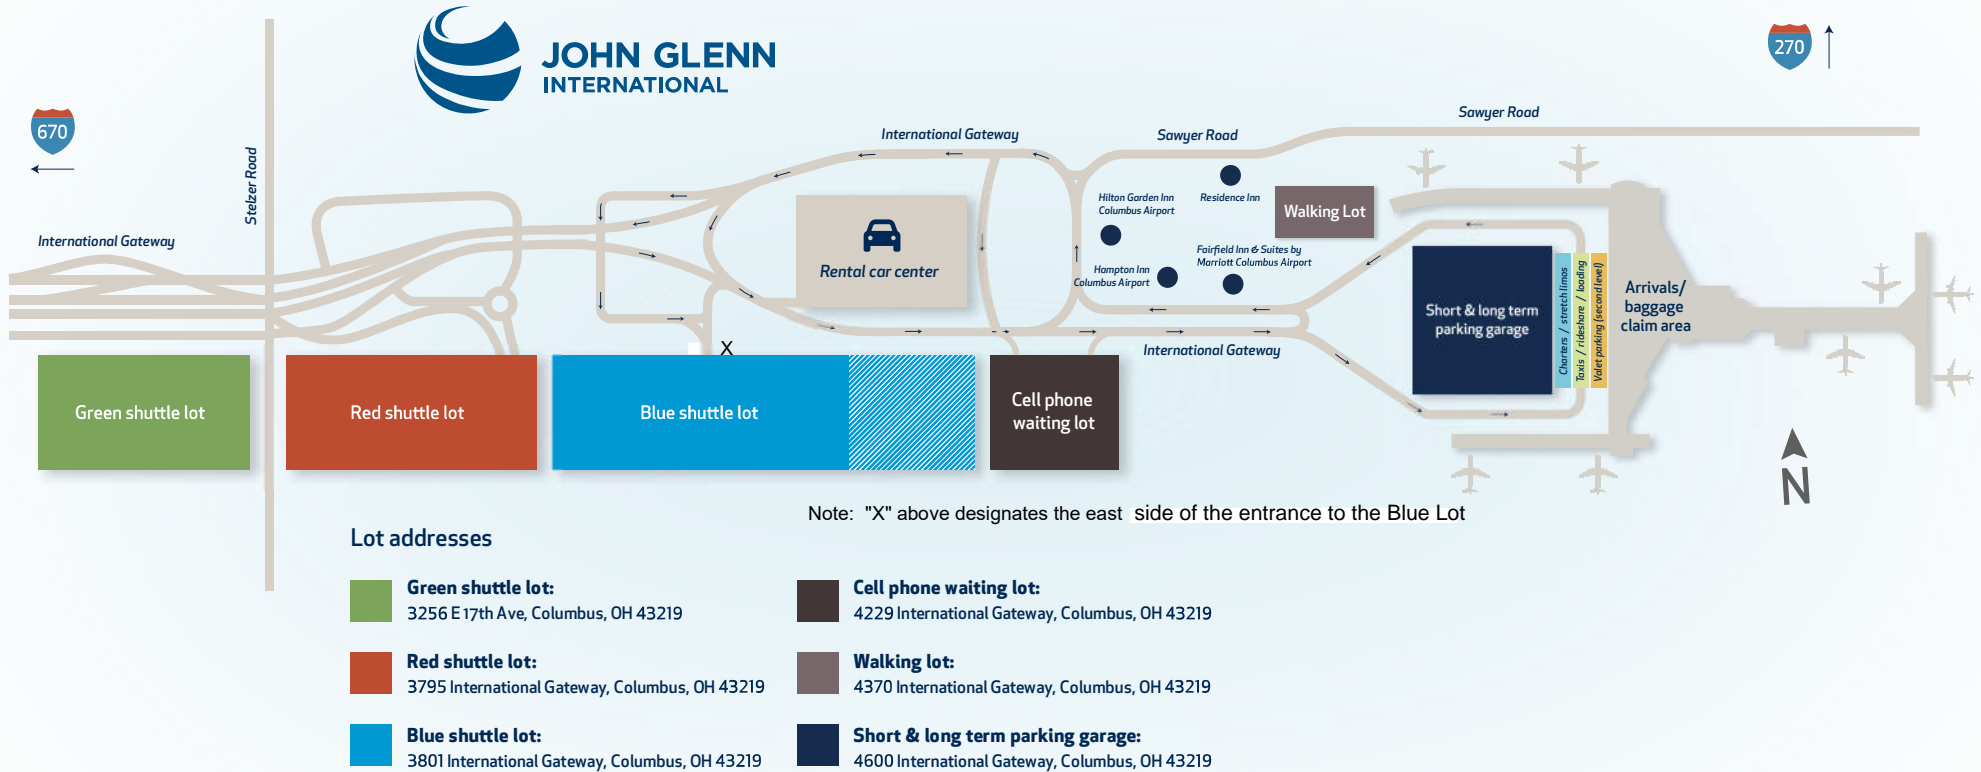 JOHN GLENN
INTERNATIONAL
270
670
Stelzer Road
International Gateway
International Gateway
Sawyer Road
Sawyer Road
Hilton Garden Inn
Columbus Airport
Residence Inn
Walking Lot
Rental car center
Hampton Inn
Columbus Airport
Fairfield Inn & Suites by
Marriott Columbus Airport
International Gateway
Short & long term
parking garage
Charters / stretch limos
Taxis / rideshare / loading
Valet parking (second level)
Arrivals/
baggage
claim area
X
Green shuttle lot
Red shuttle lot
Blue shuttle lot
Cell phone
waiting lot
N
Note: "X" above designates the east side of the entrance to the Blue Lot
Lot addresses
Green shuttle lot:
3256 E 17th Ave, Columbus, OH 43219
Red shuttle lot:
3795 International Gateway, Columbus, OH 43219
Blue shuttle lot:
3801 International Gateway, Columbus, OH 43219
Cell phone waiting lot:
4229 International Gateway, Columbus, OH 43219
Walking lot:
4370 International Gateway, Columbus, OH 43219
Short & long term parking garage:
4600 International Gateway, Columbus, OH 43219